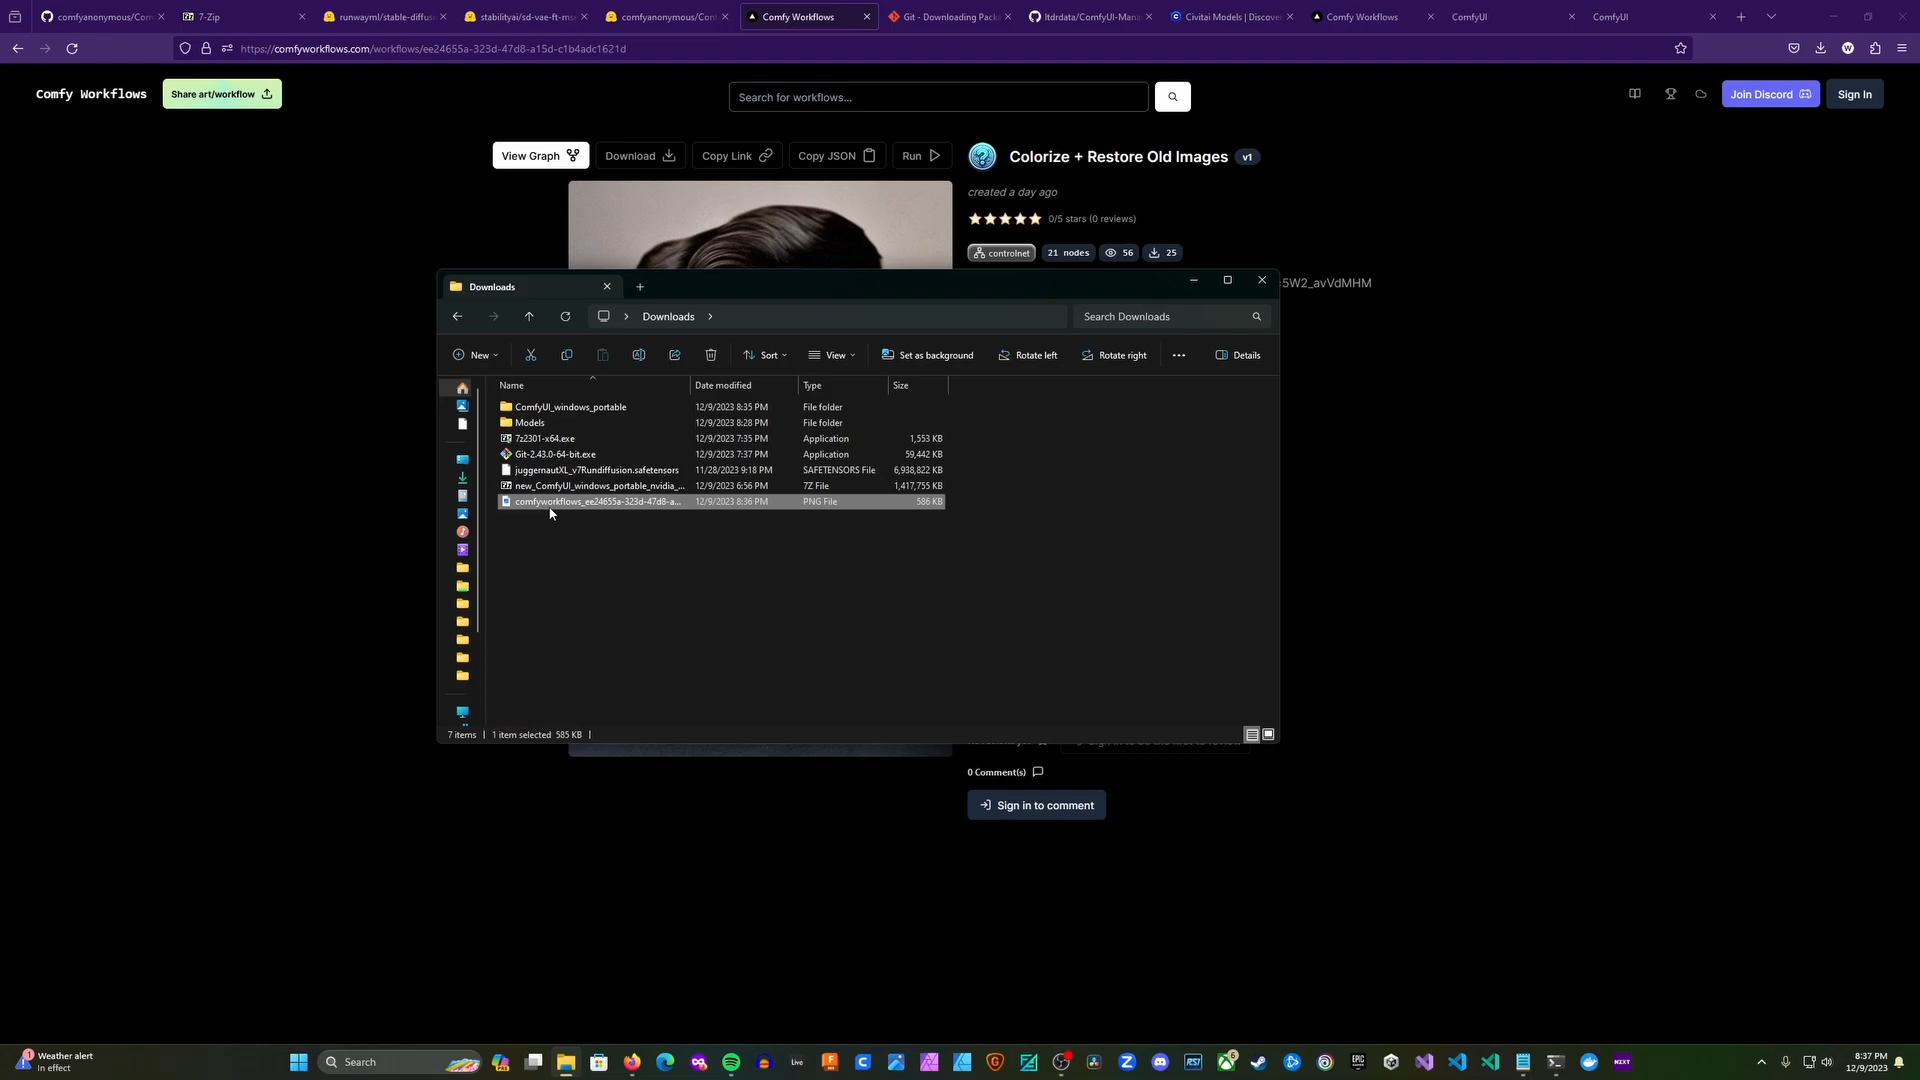 comfyanonymous/Com
7-Zip
runwayml/stable-diffus
stabilityai/sd-vae-ft-mse
comfyanonymous/Con
Comfy Workflows
Git - Downloading Packa
ltdrdata/ComfyUI-Mana
Civitai Models | Discove
Comfy Workflows
ComfyUI
ComfyUI
https://comfyworkflows.com/workflows/ee24655a-323d-47d8-a15d-c1b4adc1621d
Comfy Workflows
Share art/workflow
Search for workflows...
Join Discord
Sign In
View Graph
Download
Copy Link
Copy JSON
Run
Colorize + Restore Old Images
v1
created a day ago
0/5 stars (0 reviews)
controlnet
21 nodes
56
25
5W2_avVdMHM
Downloads
Downloads
Search Downloads
New
Sort
View
Set as background
Rotate left
Rotate right
Details
Name Date modified Type Size
ComfyUI_windows_portable 12/9/2023 8:35 PM File folder
Models 12/9/2023 8:28 PM File folder
7z2301-x64.exe 12/9/2023 7:35 PM Application 1,553 KB
Git-2.43.0-64-bit.exe 12/9/2023 7:37 PM Application 59,442 KB
juggernautXL_v7Rundiffusion.safetensors 11/28/2023 9:18 PM SAFETENSORS File 6,938,822 KB
new_ComfyUI_windows_portable_nvidia_... 12/9/2023 6:56 PM 7Z File 1,417,755 KB
comfyworkflows_ee24655a-323d-47d8-a... 12/9/2023 8:36 PM PNG File 586 KB
7 items 1 item selected 585 KB
0 Comment(s)
Sign in to comment
1
Weather alert
In effect
Search
Live
RSI
6
EPIC
NEXT
8:37 PM
12/9/2023